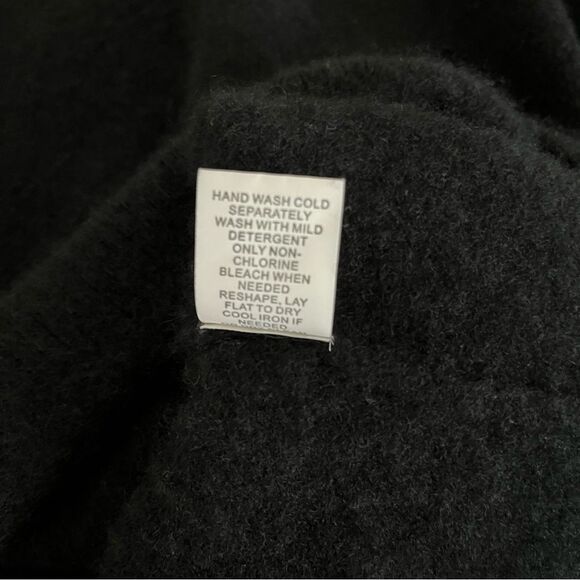 HAND WASH COLD
SEPARATELY
WASH WITH MILD
DETERGENT
ONLY NON-
CHLORINE
BLEACH WHEN
NEEDED
RESHAPE, LAY
FLAT TO DRY
COOL IRON IF
NEEDED